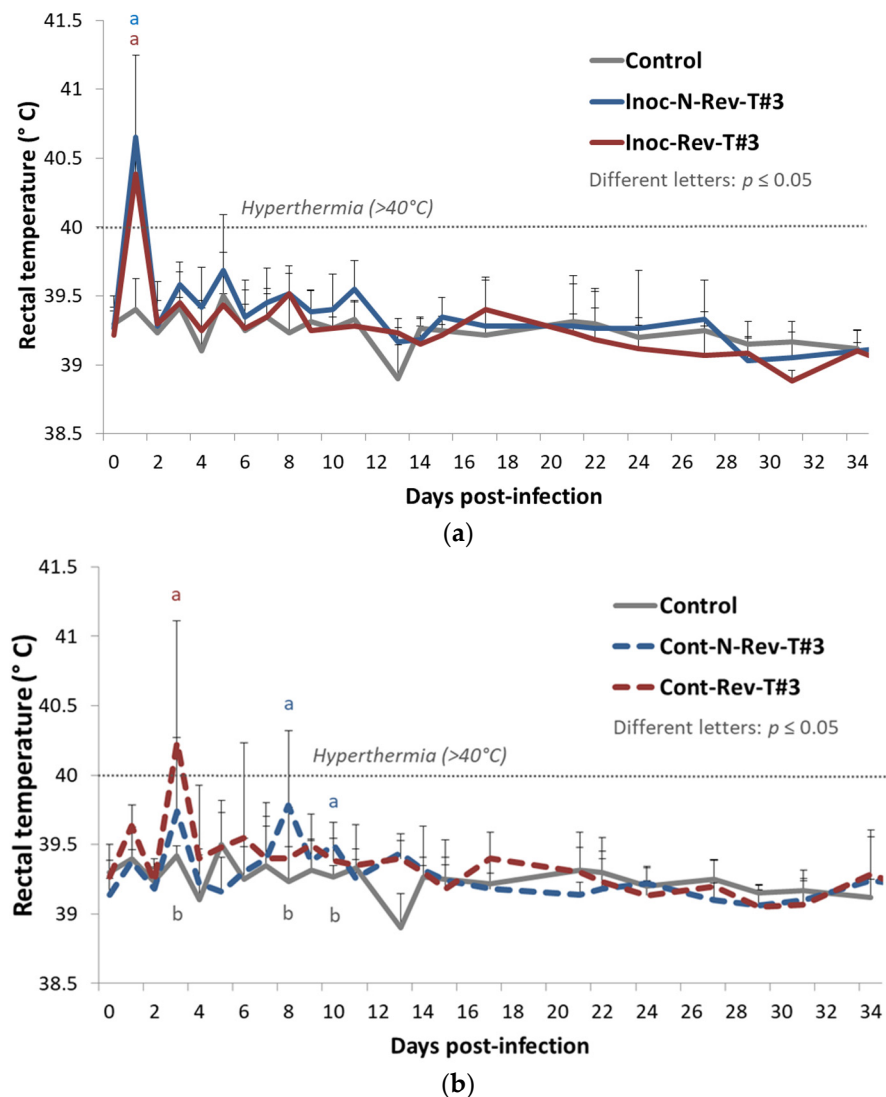 41.5
41
40.5
40
39.5
39
38.5
Rectal temperature (° C)
a
a
Control
Inoc-N-Rev-T#3
Inoc-Rev-T#3
Different letters: p ≤ 0.05
Hyperthermia (>40°C)
0 2 4 6 8 10 12 14 16 18 20 22 24 26 28 30 32 34
Days post-infection
(a)
41.5
41
40.5
40
39.5
39
38.5
Rectal temperature (° C)
a
a
a
b
b
b
Control
Cont-N-Rev-T#3
Cont-Rev-T#3
Different letters: p ≤ 0.05
Hyperthermia (>40°C)
0 2 4 6 8 10 12 14 16 18 20 22 24 26 28 30 32 34
Days post-infection
(b)